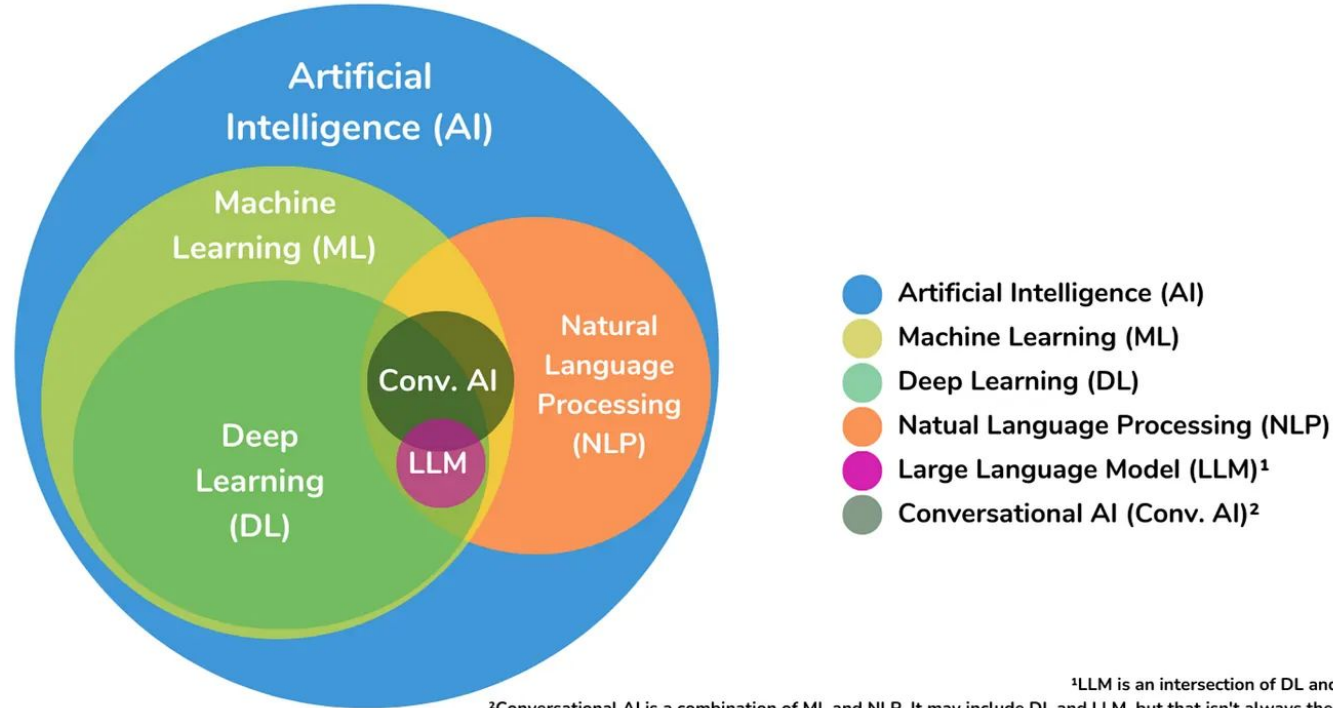 Artificial
Intelligence (AI)
Machine
Learning (ML)
Natural
Language
Processing
(NLP)
Conv. AI
Deep
Learning
(DL)
LLM
Artificial Intelligence (AI)
Machine Learning (ML)
Deep Learning (DL)
Natual Language Processing (NLP)
Large Language Model (LLM)¹
Conversational AI (Conv. AI)²
¹LLM is an intersection of DL and
²Conversational AI is a combination of ML and NLP. It may include DL and LLM, but that isn't always the